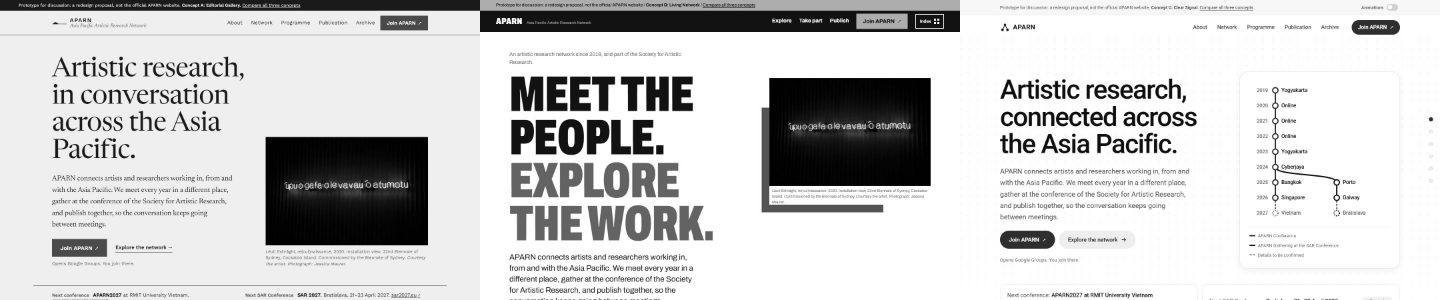 Prototype for discussion: a redesign proposal, not the official APARN website. Concept A: Editorial Gallery. Compare all three concepts
APARN
Asia Pacific Artistic Research Network
About Network Programme Publication Archive Join APARN ↗
Artistic research,
in conversation
across the Asia
Pacific.
APARN connects artists and researchers working in, from and
with the Asia Pacific. We meet every year in a different place,
gather at the conference of the Society for Artistic Research,
and publish together, so the conversation keeps going
between meetings.
Join APARN ↗ Explore the network →
Opens Google Groups. You join there.
Next conference APARN2027 at RMIT University Vietnam.
Next SAR Conference SAR 2027, Bratislava, 21–23 April 2027. sar2027.eu ↗
Prototype for discussion: a redesign proposal, not the official APARN website.
Compare all three concepts
APARN Asia Pacific Artistic Research Network
Explore Take part Publish Join APARN ↗ Index
An artistic research network since 2019, and part of the Society for Artistic
Research.
MEET THE
PEOPLE.
EXPLORE
THE WORK.
APARN connects artists and researchers working in,
from and with the Asia Pacific. We meet every year in a
different place, gather at the conference of the Society
for Artistic Research, and publish together, so the
Prototype for discussion: a redesign proposal, not the official APARN website. Concept C: Clear Signal. Compare all three concepts
Animations
APARN
About Network Programme Publication Archive Join APARN ↗
Artistic research,
connected across
the Asia Pacific.
APARN connects artists and researchers working in, from and
with the Asia Pacific. We meet every year in a different place,
gather at the conference of the Society for Artistic Research,
and publish together, so the conversation keeps going
between meetings.
Join APARN ↗ Explore the network →
Opens Google Groups. You join there.
2019 Yogyakarta
2020 Online
2021 Online
2022 Online
2023 Yogyakarta
2024 Cyberjaya
2025 Bangkok Porto
2026 Singapore Galway
2027 Vietnam Bratislava
APARN Conference
APARN Gathering at the SAR Conference
Details to be confirmed
Next conference: APARN2027 at RMIT University Vietnam